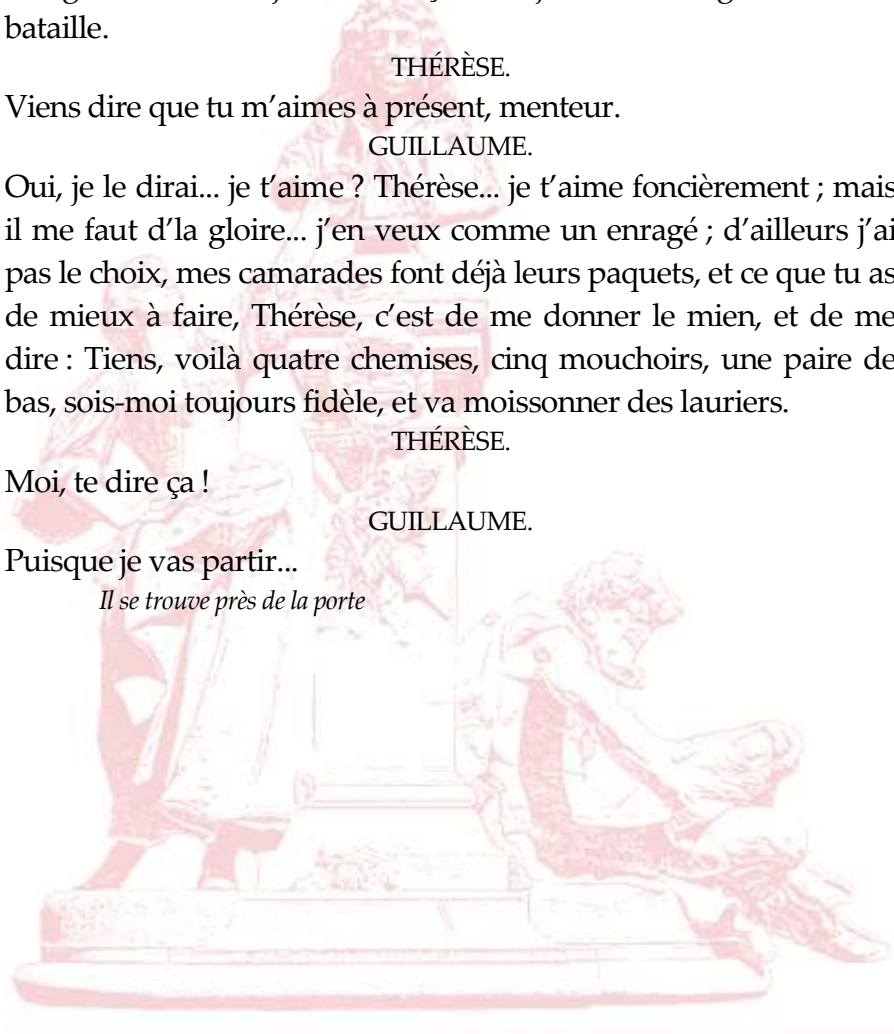 bataille.
THÉRÈSE.
Viens dire que tu m’aimes à présent, menteur.
GUILLAUME.
Oui, je le dirai... je t’aime ? Thérèse... je t’aime foncièrement ; mais
il me faut d’la gloire... j’en veux comme un enragé ; d’ailleurs j’ai
pas le choix, mes camarades font déjà leurs paquets, et ce que tu as
de mieux à faire, Thérèse, c’est de me donner le mien, et de me
dire : Tiens, voilà quatre chemises, cinq mouchoirs, une paire de
bas, sois-moi toujours fidèle, et va moissonner des lauriers.
THÉRÈSE.
Moi, te dire ça !
GUILLAUME.
Puisque je vas partir...
Il se trouve près de la porte